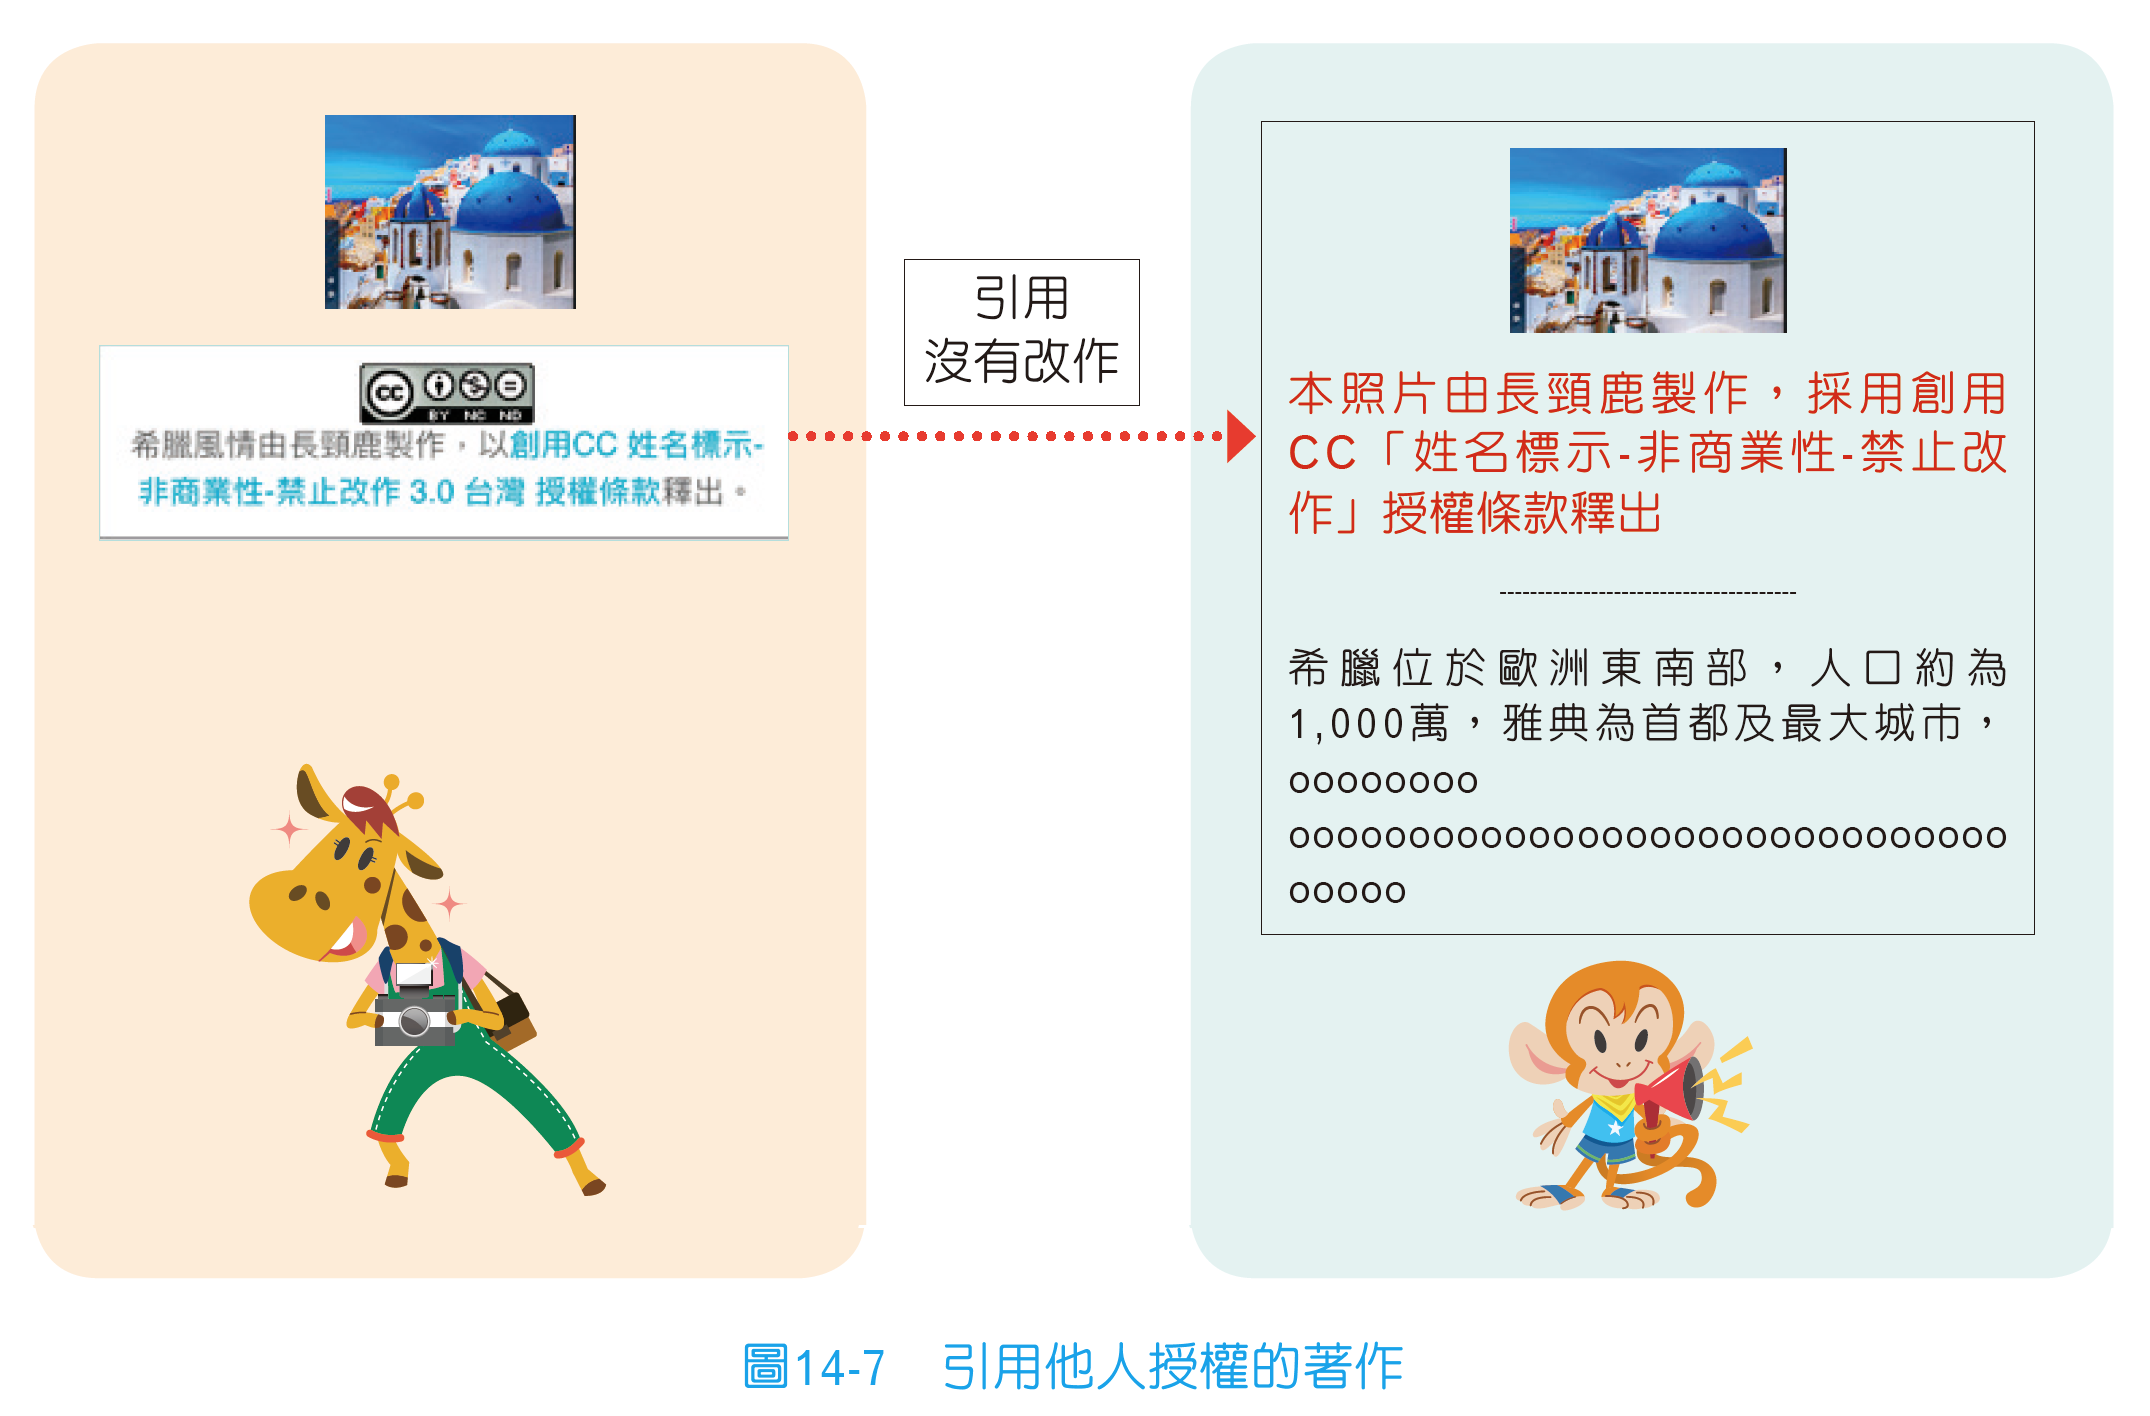 BY NC ND
希臘風情由長頸鹿製作，以創用CC 姓名標示-
非商業性-禁止改作 3.0 台灣 授權條款釋出。
引用
沒有改作
本照片由長頸鹿製作，採用創用
CC「姓名標示-非商業性-禁止改
作」授權條款釋出
----------------------------------------
希臘位於歐洲東南部，人口約為
1,000萬，雅典為首都及最大城市，
oooooooo
oooooooooooooooooooooooooooooo
ooooo
圖14-7　引用他人授權的著作